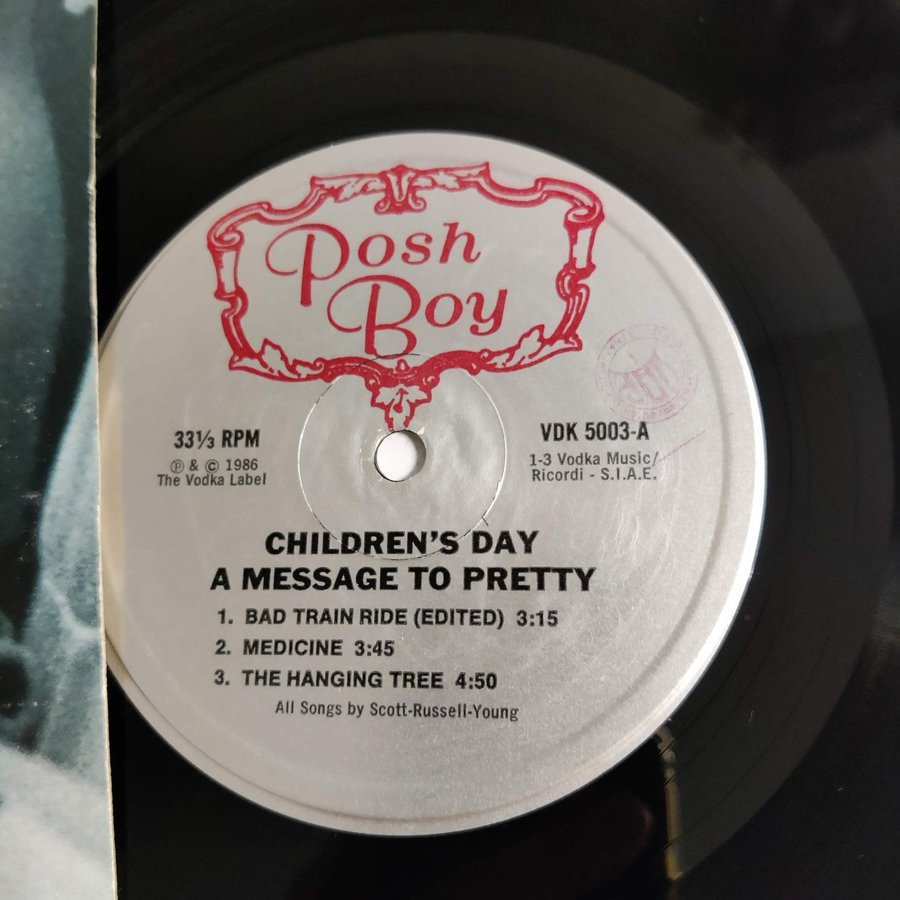 Posh
Boy
33⅓ RPM
℗ & © 1986
The Vodka Label
VDK 5003-A
1-3 Vodka Music/
Ricordi - S.I.A.E.
CHILDREN'S DAY
A MESSAGE TO PRETTY
1. BAD TRAIN RIDE (EDITED) 3:15
2. MEDICINE 3:45
3. THE HANGING TREE 4:50
All Songs by Scott-Russell-Young